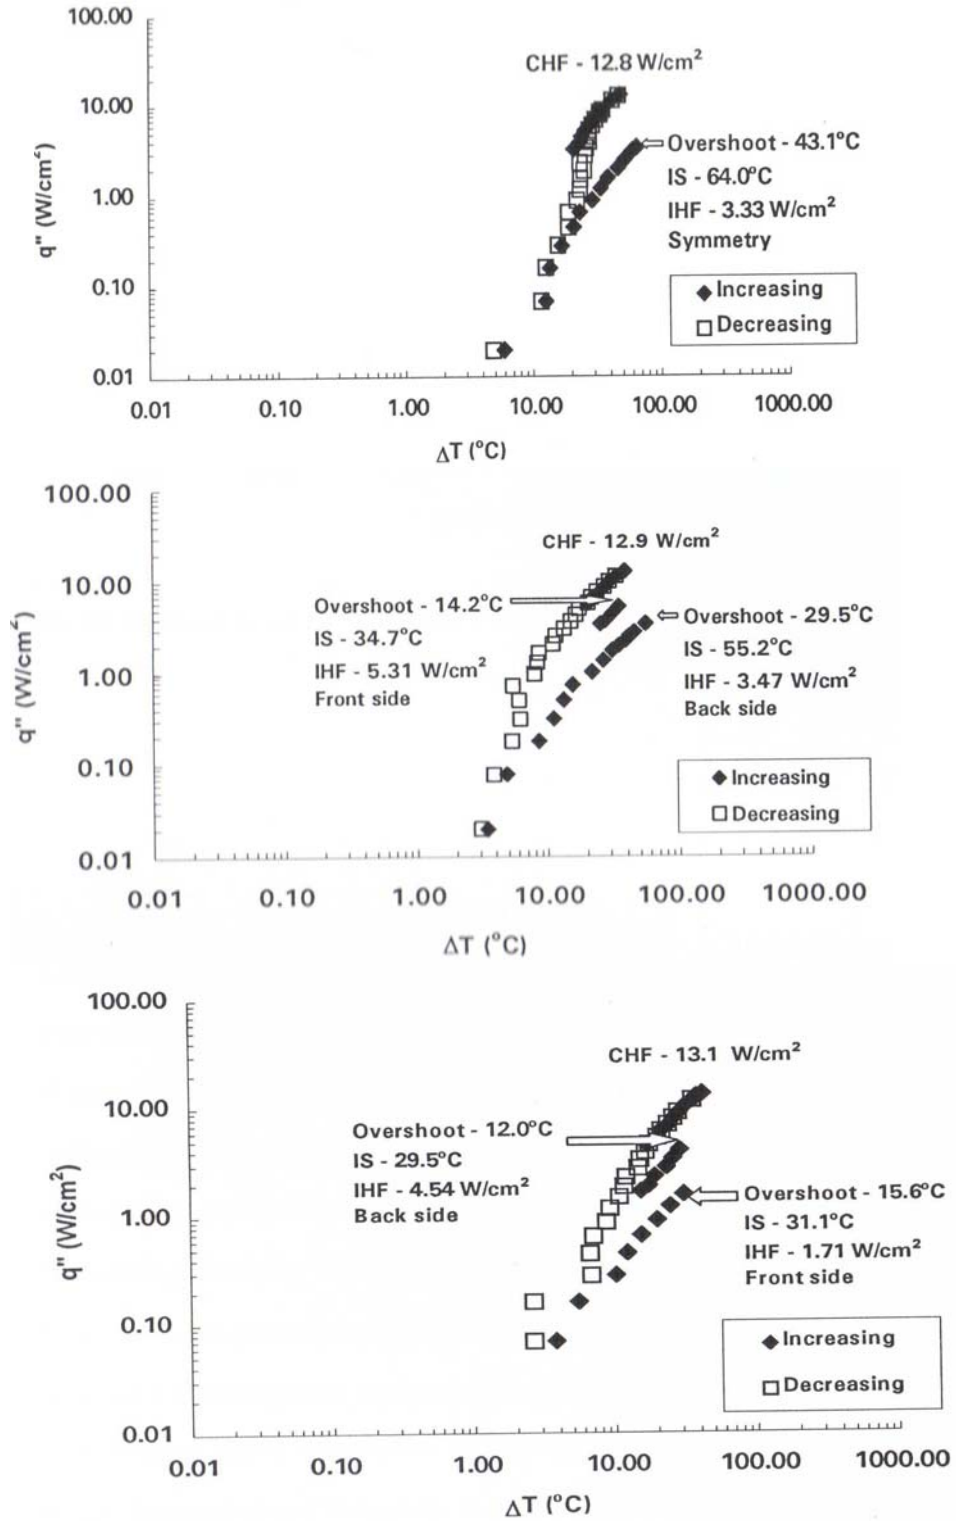 100.00
CHF - 12.8 W/cm²
10.00
Overshoot - 43.1°C
IS - 64.0°C
1.00
IHF - 3.33 W/cm²
Symmetry
q" (W/cm²)
0.10
Increasing
Decreasing
0.01
0.01 0.10 1.00 10.00 100.00 1000.00
ΔT (°C)
100.00
CHF - 12.9 W/cm²
10.00
Overshoot - 14.2°C
IS - 34.7°C
IHF - 5.31 W/cm²
Front side
Overshoot - 29.5°C
IS - 55.2°C
IHF - 3.47 W/cm²
Back side
1.00
q" (W/cm²)
0.10
Increasing
Decreasing
0.01
0.01 0.10 1.00 10.00 100.00 1000.00
ΔT (°C)
100.00
CHF - 13.1 W/cm²
10.00
Overshoot - 12.0°C
IS - 29.5°C
IHF - 4.54 W/cm²
Back side
Overshoot - 15.6°C
IS - 31.1°C
IHF - 1.71 W/cm²
Front side
1.00
q" (W/cm²)
0.10
Increasing
Decreasing
0.01
0.01 0.10 1.00 10.00 100.00 1000.00
ΔT (°C)